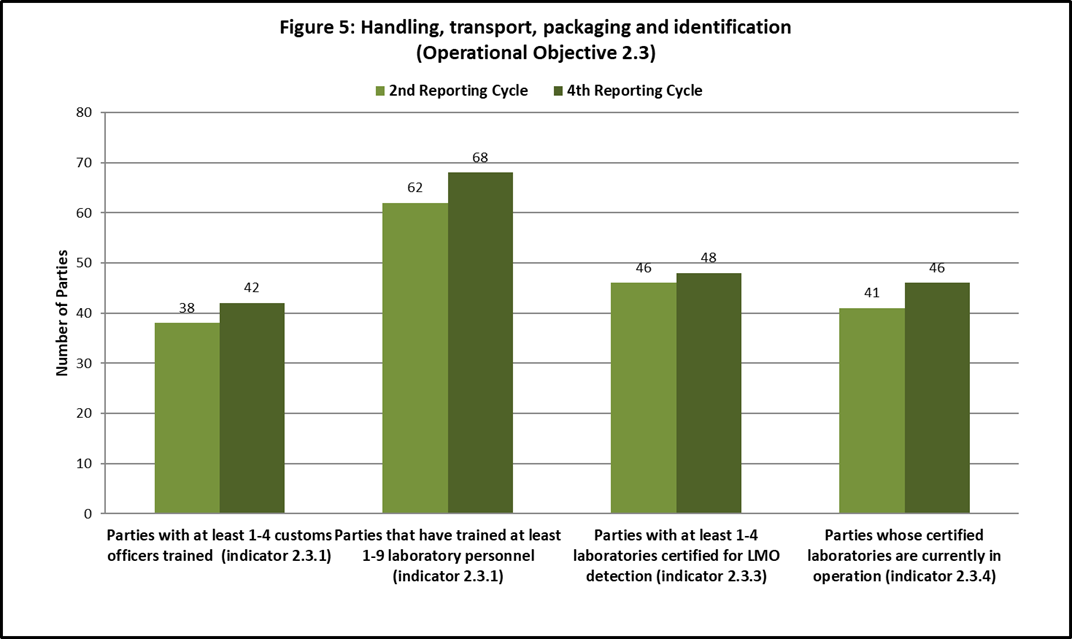 Figure 5: Handling, transport, packaging and identification
(Operational Objective 2.3)
2nd Reporting Cycle
4th Reporting Cycle
Number of Parties
80
70
60
50
40
30
20
10
0
38
42
62
68
46
48
41
46
Parties with at least 1-4 customs
officers trained (indicator 2.3.1)
Parties that have trained at least
1-9 laboratory personnel
(indicator 2.3.1)
Parties with at least 1-4
laboratories certified for LMO
detection (indicator 2.3.3)
Parties whose certified
laboratories are currently in
operation (indicator 2.3.4)